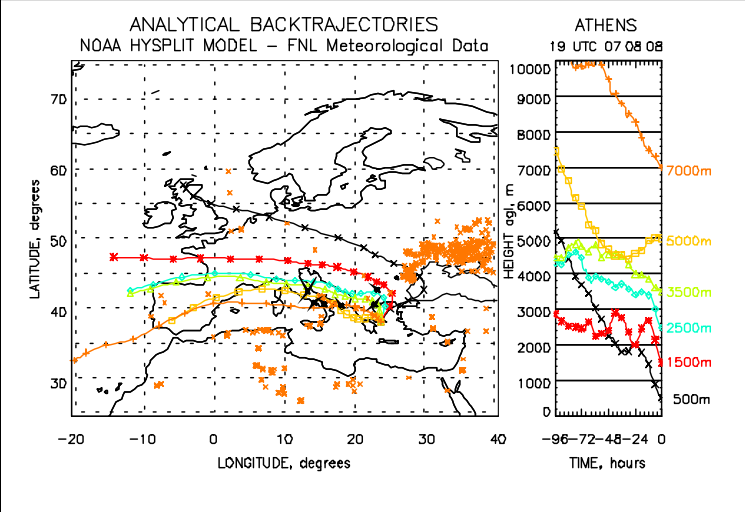 ANALYTICAL BACKTRAJECTORIES
NOAA HYSPLIT MODEL – FNL Meteorological Data
ATHENS
19 UTC 07 08 08
LATITUDE, degrees
70
60
50
40
30
-20
-10
0
10
20
30
40
LONGITUDE, degrees
HEIGHT agl, m
10000
9000
8000
7000
6000
5000
4000
3000
2000
1000
0
7000m
5000m
3500m
2500m
1500m
500m
-96 -72 -48 -24 0
TIME, hours